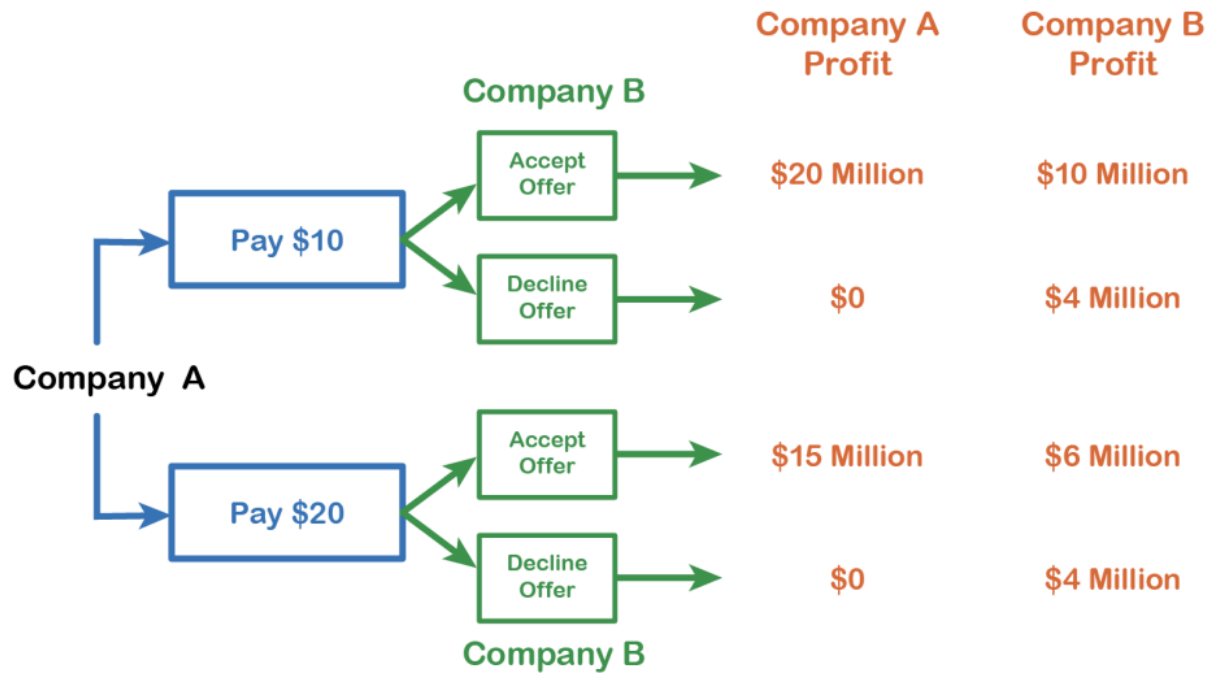 Company A
Profit
Company B
Profit
Company B
Accept
Offer
$20 Million
$10 Million
Pay $10
Decline
Offer
$0
$4 Million
Company A
Accept
Offer
$15 Million
$6 Million
Pay $20
Decline
Offer
$0
$4 Million
Company B